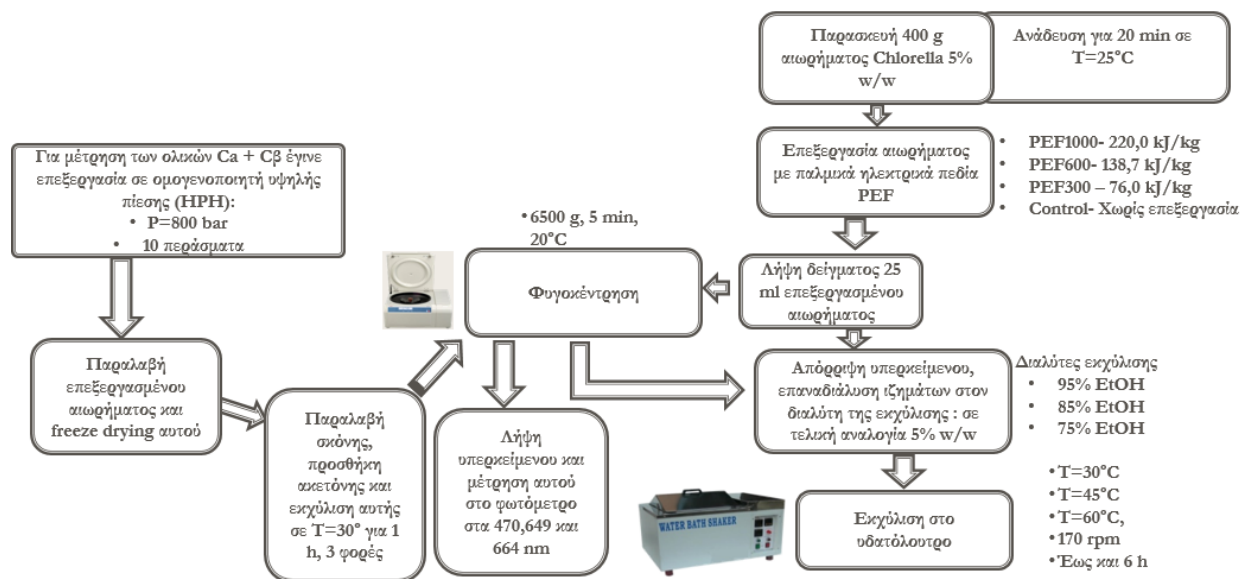 Παρασκευή 400 g
αιωρήματος Chlorella 5%
w/w
Ανάδευση για 20 min σε
T=25°C
Επεξεργασία αιωρήματος
με παλμικά ηλεκτρικά πεδία
PEF
• PEF1000- 220,0 kJ/kg
• PEF600- 138,7 kJ/kg
• PEF300 – 76,0 kJ/kg
• Control- Χωρίς επεξεργασία
Για μέτρηση των ολικών Ca + Cβ έγινε
επεξεργασία σε ομογενοποιητή υψηλής
πίεσης (HPH):
• P=800 bar
• 10 περάσματα
• 6500 g, 5 min,
20°C
Φυγοκέντρηση
Λήψη δείγματος 25
ml επεξεργασμένου
αιωρήματος
Παραλαβή
επεξεργασμένου
αιωρήματος και
freeze drying αυτού
Παραλαβή
σκόνης,
προσθήκη
ακετόνης και
εκχύλιση αυτής
σε T=30° για 1
h, 3 φορές
Λήψη
υπερκείμενου και
μέτρηση αυτού
στο φωτόμετρο
στα 470,649 και
664 nm
Απόρριψη υπερκείμενου,
επαναδιάλυση ιζημάτων στον
διαλύτη της εκχύλισης : σε
τελική αναλογία 5% w/w
Διαλύτες εκχύλισης
• 95% EtOH
• 85% EtOH
• 75% EtOH
Εκχύλιση στο
υδατόλουτρο
• T=30°C
• T=45°C
• T=60°C,
• 170 rpm
• Έως και 6 h
WATER BATH SHAKER